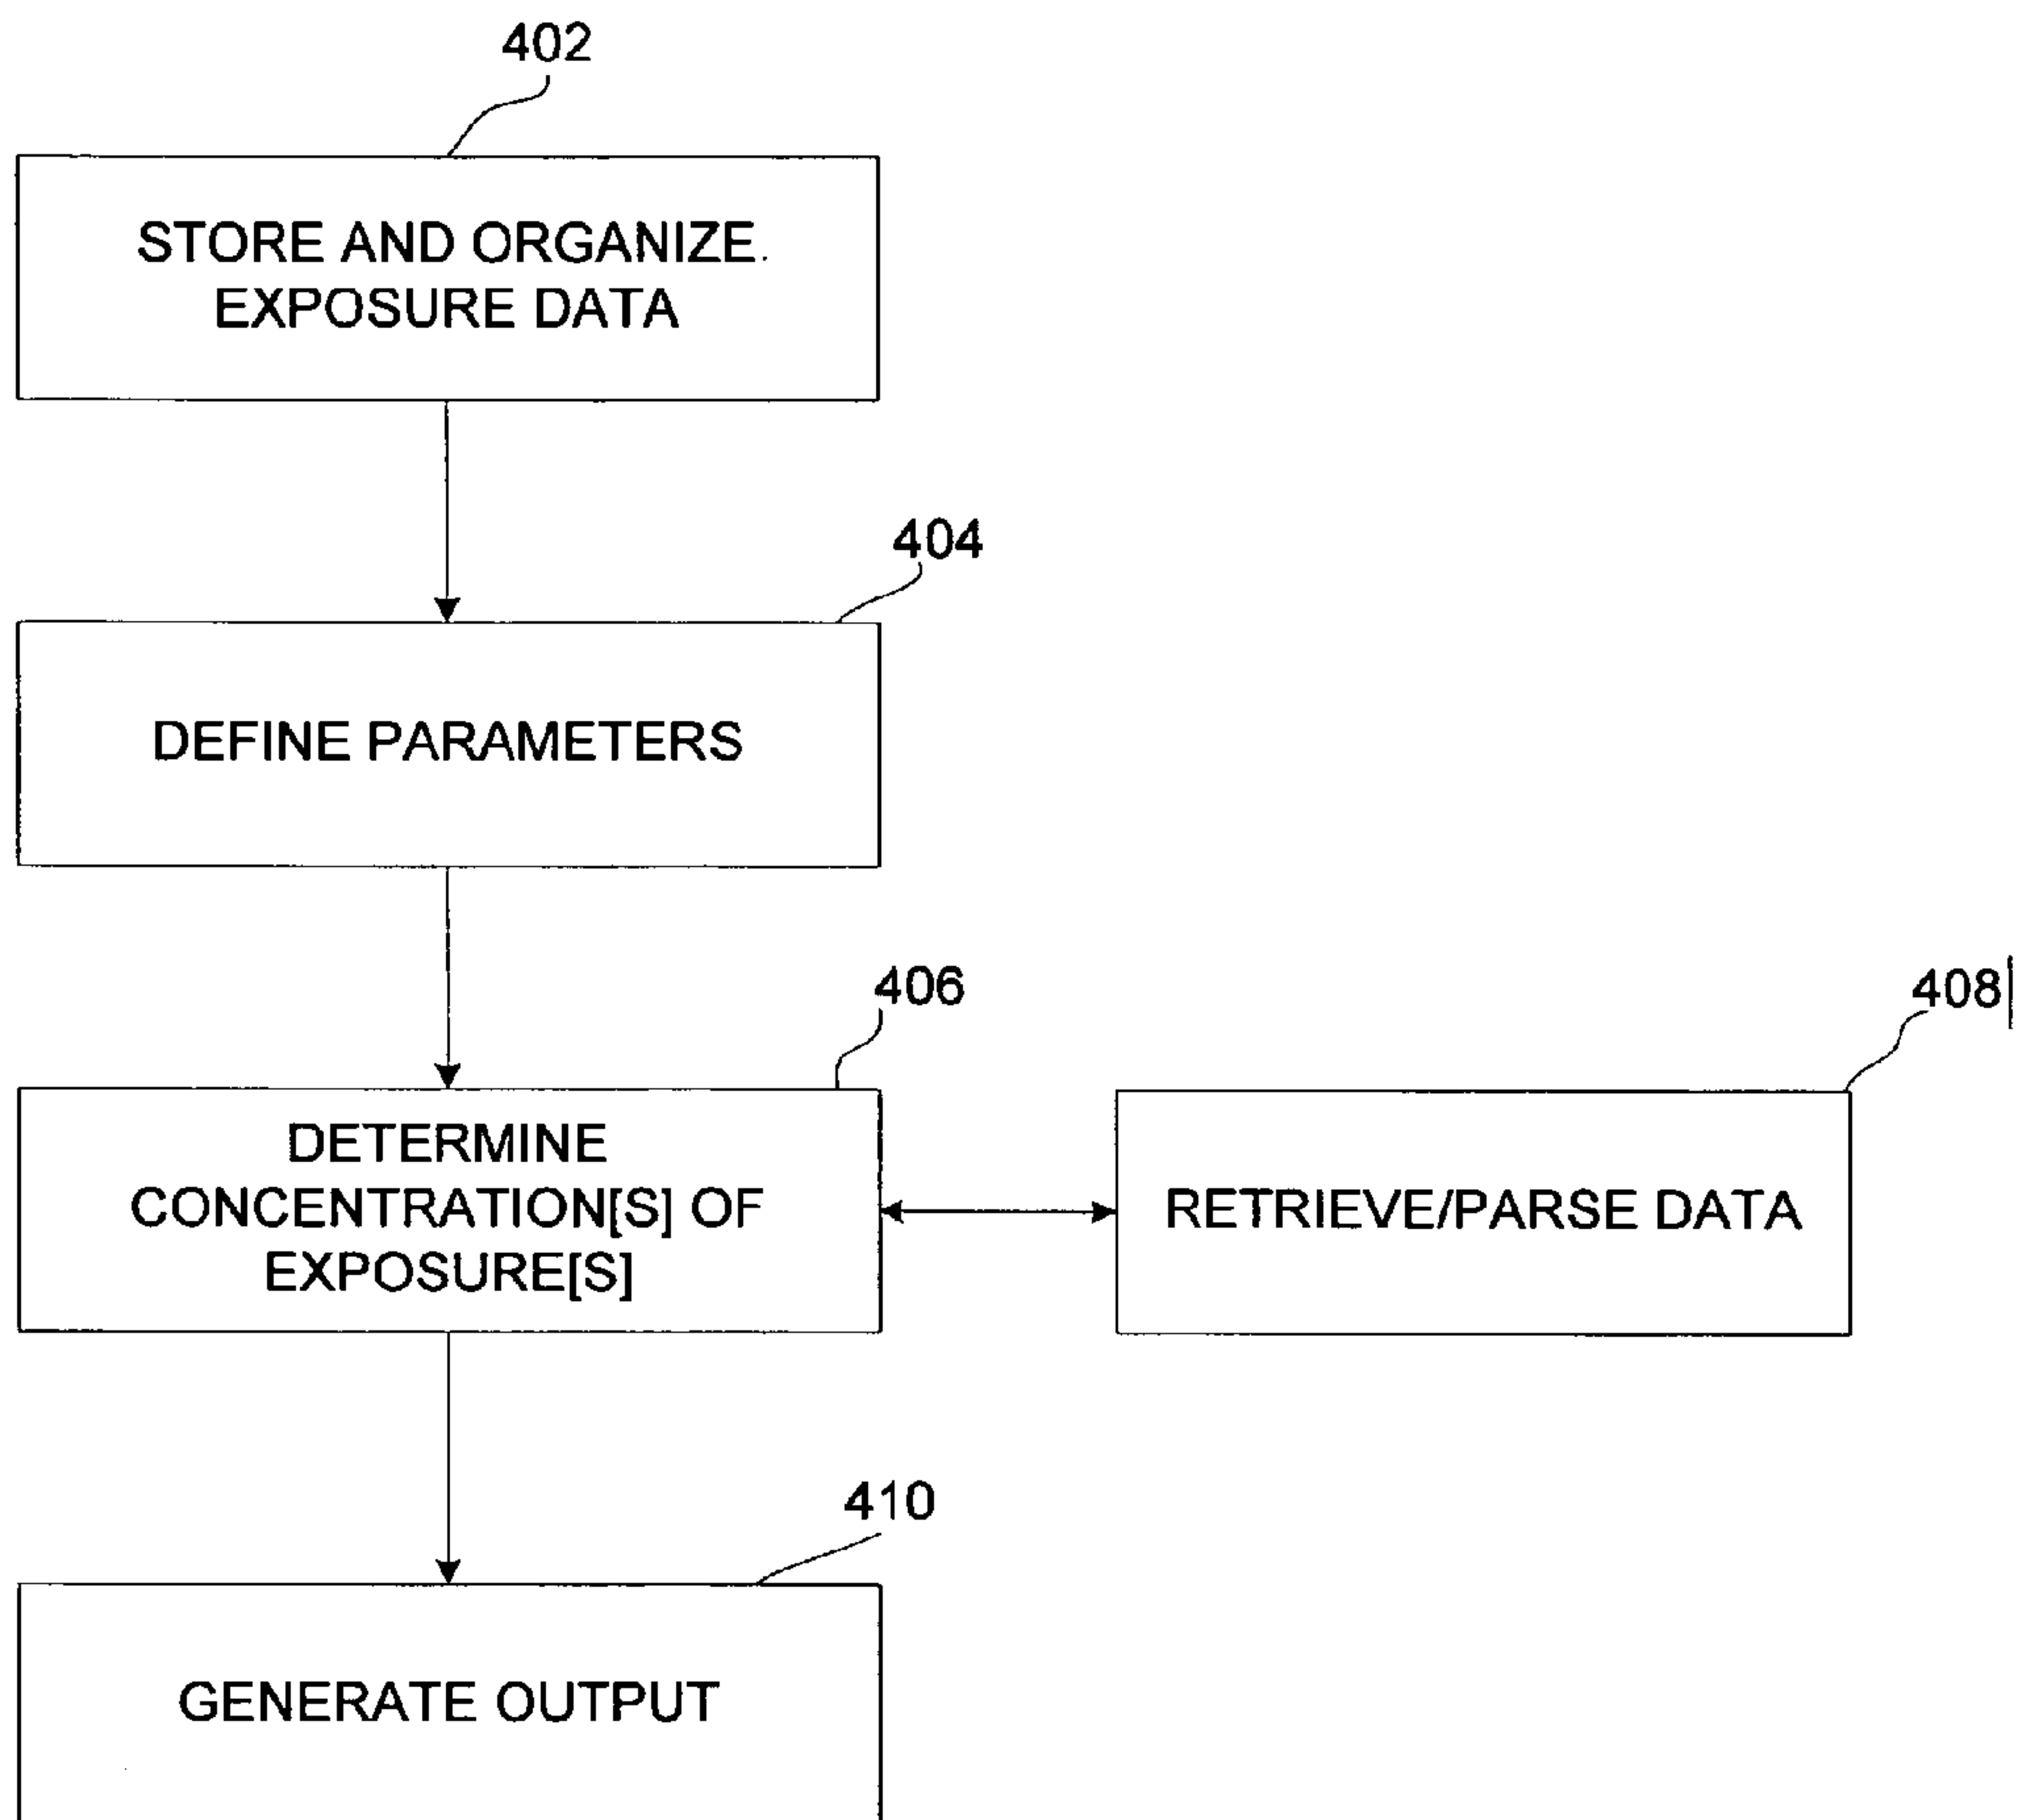 402
STORE AND ORGANIZE.
EXPOSURE DATA
404
DEFINE PARAMETERS
406
408
DETERMINE
CONCENTRATION[S] OF
EXPOSURE[S]
RETRIEVE/PARSE DATA
410
GENERATE OUTPUT